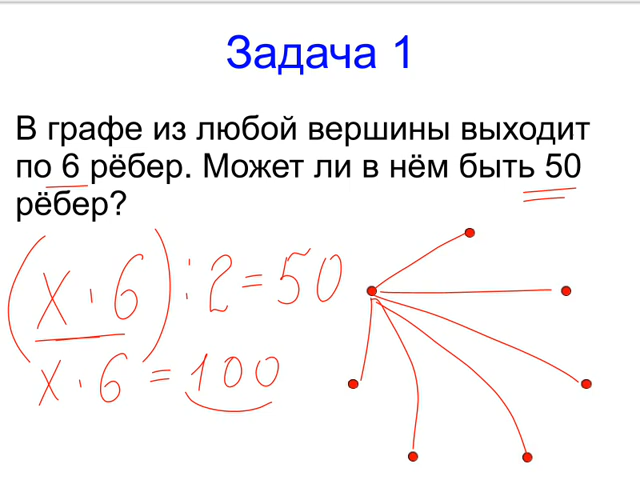 Задача 1
В графе из любой вершины выходит
по 6 рёбер. Может ли в нём быть 50
рёбер?
(x · 6) : 2 = 50
x · 6 = 100